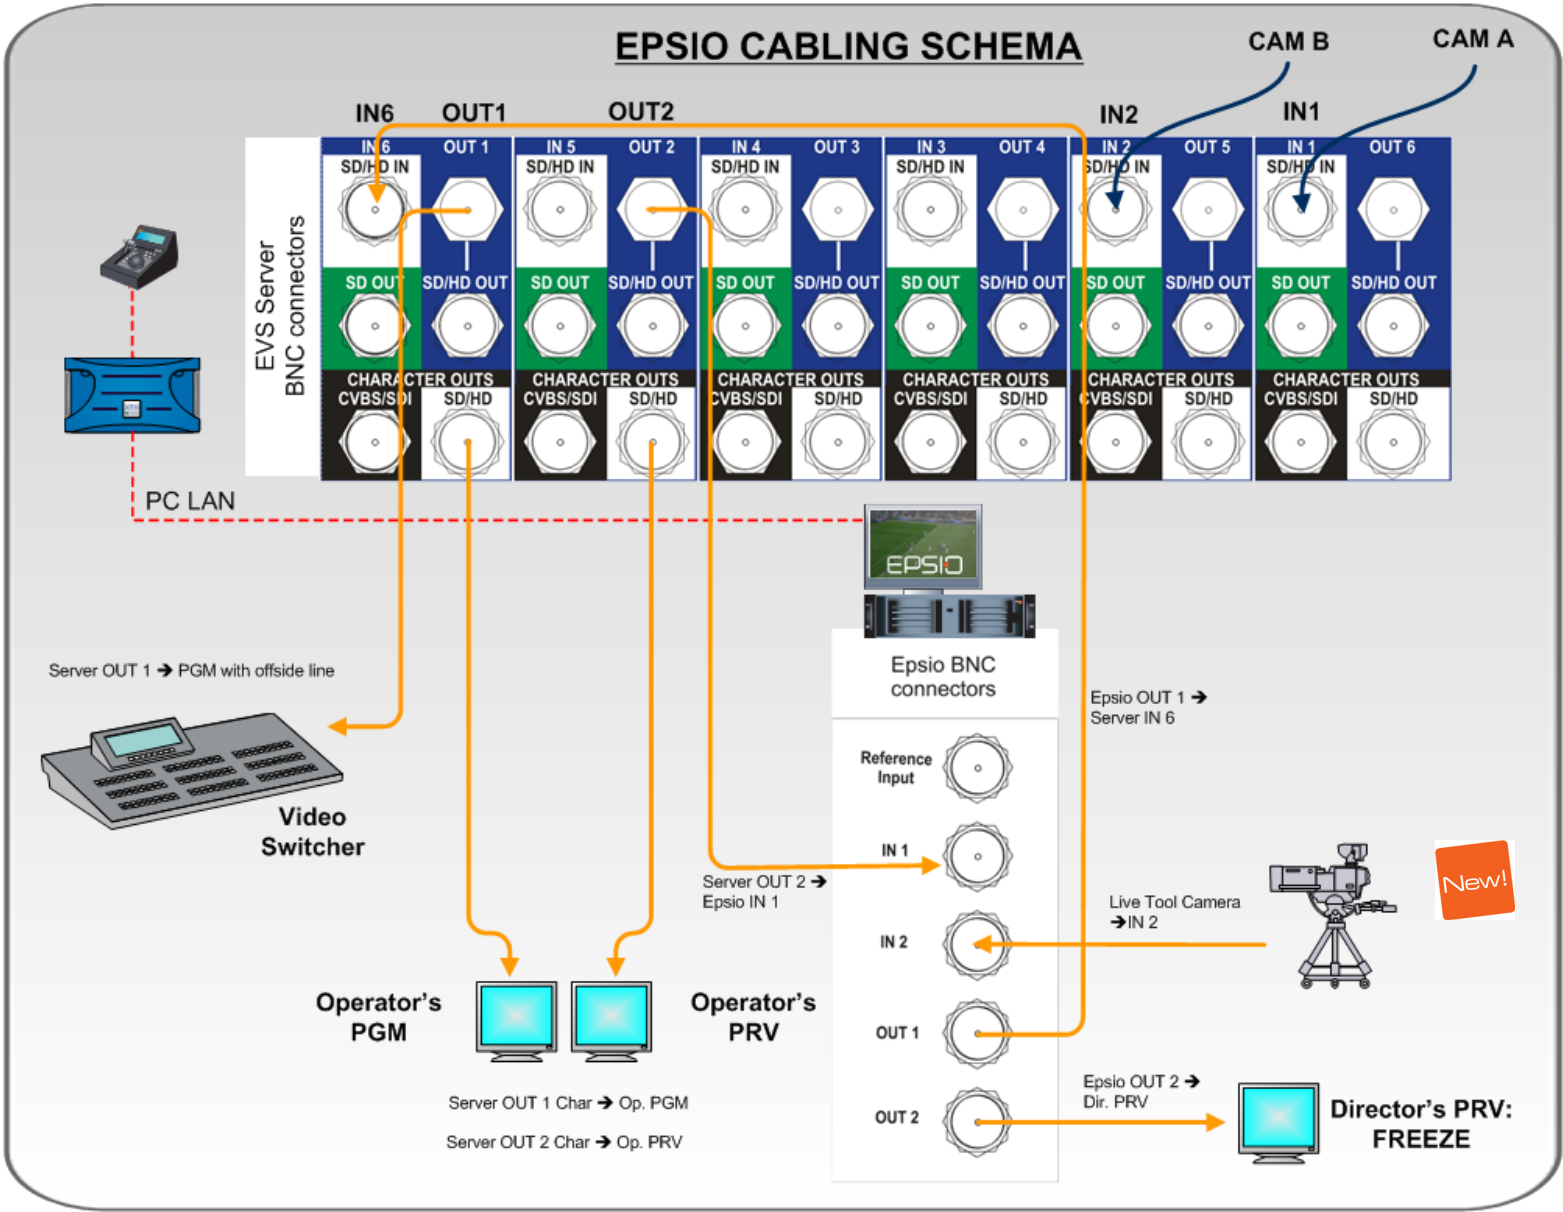 EPSIO CABLING SCHEMA
CAM B
CAM A
IN6
OUT1
OUT2
IN2
IN1
EVS Server
BNC connectors
IN 6
OUT 1
IN 5
OUT 2
IN 4
OUT 3
IN 3
OUT 4
IN 2
OUT 5
IN 1
OUT 6
SD/HD IN
SD/HD IN
SD/HD IN
SD/HD IN
SD/HD IN
SD/HD IN
SD OUT
SD/HD OUT
SD OUT
SD/HD OUT
SD OUT
SD/HD OUT
SD OUT
SD/HD OUT
SD OUT
SD/HD OUT
SD OUT
SD/HD OUT
CHARACTER OUTS
CHARACTER OUTS
CHARACTER OUTS
CHARACTER OUTS
CHARACTER OUTS
CHARACTER OUTS
CVBS/SDI
SD/HD
CVBS/SDI
SD/HD
CVBS/SDI
SD/HD
CVBS/SDI
SD/HD
CVBS/SDI
SD/HD
CVBS/SDI
SD/HD
PC LAN
EPSIO
Epsio BNC
connectors
Server OUT 1 → PGM with offside line
Video
Switcher
Epsio OUT 1 →
Server IN 6
Reference
Input
IN 1
Server OUT 2 →
Epsio IN 1
IN 2
Live Tool Camera
→IN 2
New!
Operator's
PGM
Operator's
PRV
OUT 1
Server OUT 1 Char → Op. PGM
Server OUT 2 Char → Op. PRV
OUT 2
Epsio OUT 2 →
Dir. PRV
Director's PRV:
FREEZE